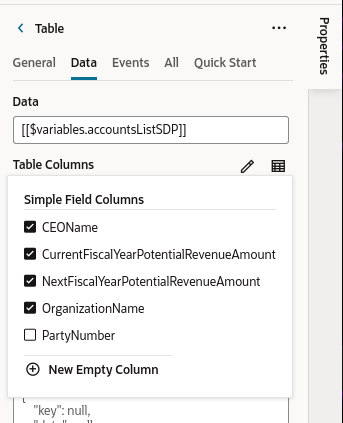 Table
General Data Events All Quick Start
Properties
Data
[[$variables.accountsListSDP]]
Table Columns
Simple Field Columns
CEOName
CurrentFiscalYearPotentialRevenueAmount
NextFiscalYearPotentialRevenueAmount
OrganizationName
PartyNumber
New Empty Column
"key": null,